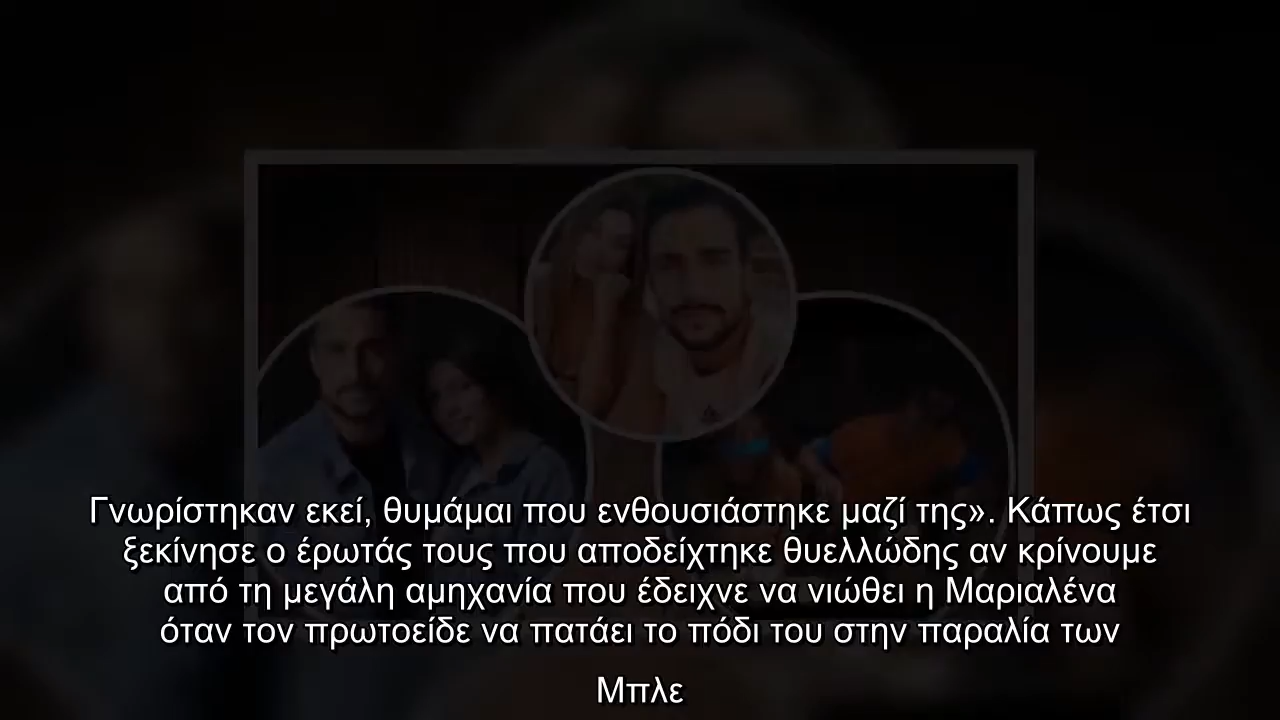 Γνωρίστηκαν εκεί, θυμάμαι που ενθουσιάστηκε μαζί της». Κάπως έτσι
ξεκίνησε ο έρωτάς τους που αποδείχτηκε θυελλώδης αν κρίνουμε
από τη μεγάλη αμηχανία που έδειχνε να νιώθει η Μαριαλένα
όταν τον πρωτοείδε να πατάει το πόδι του στην παραλία των
Μπλε